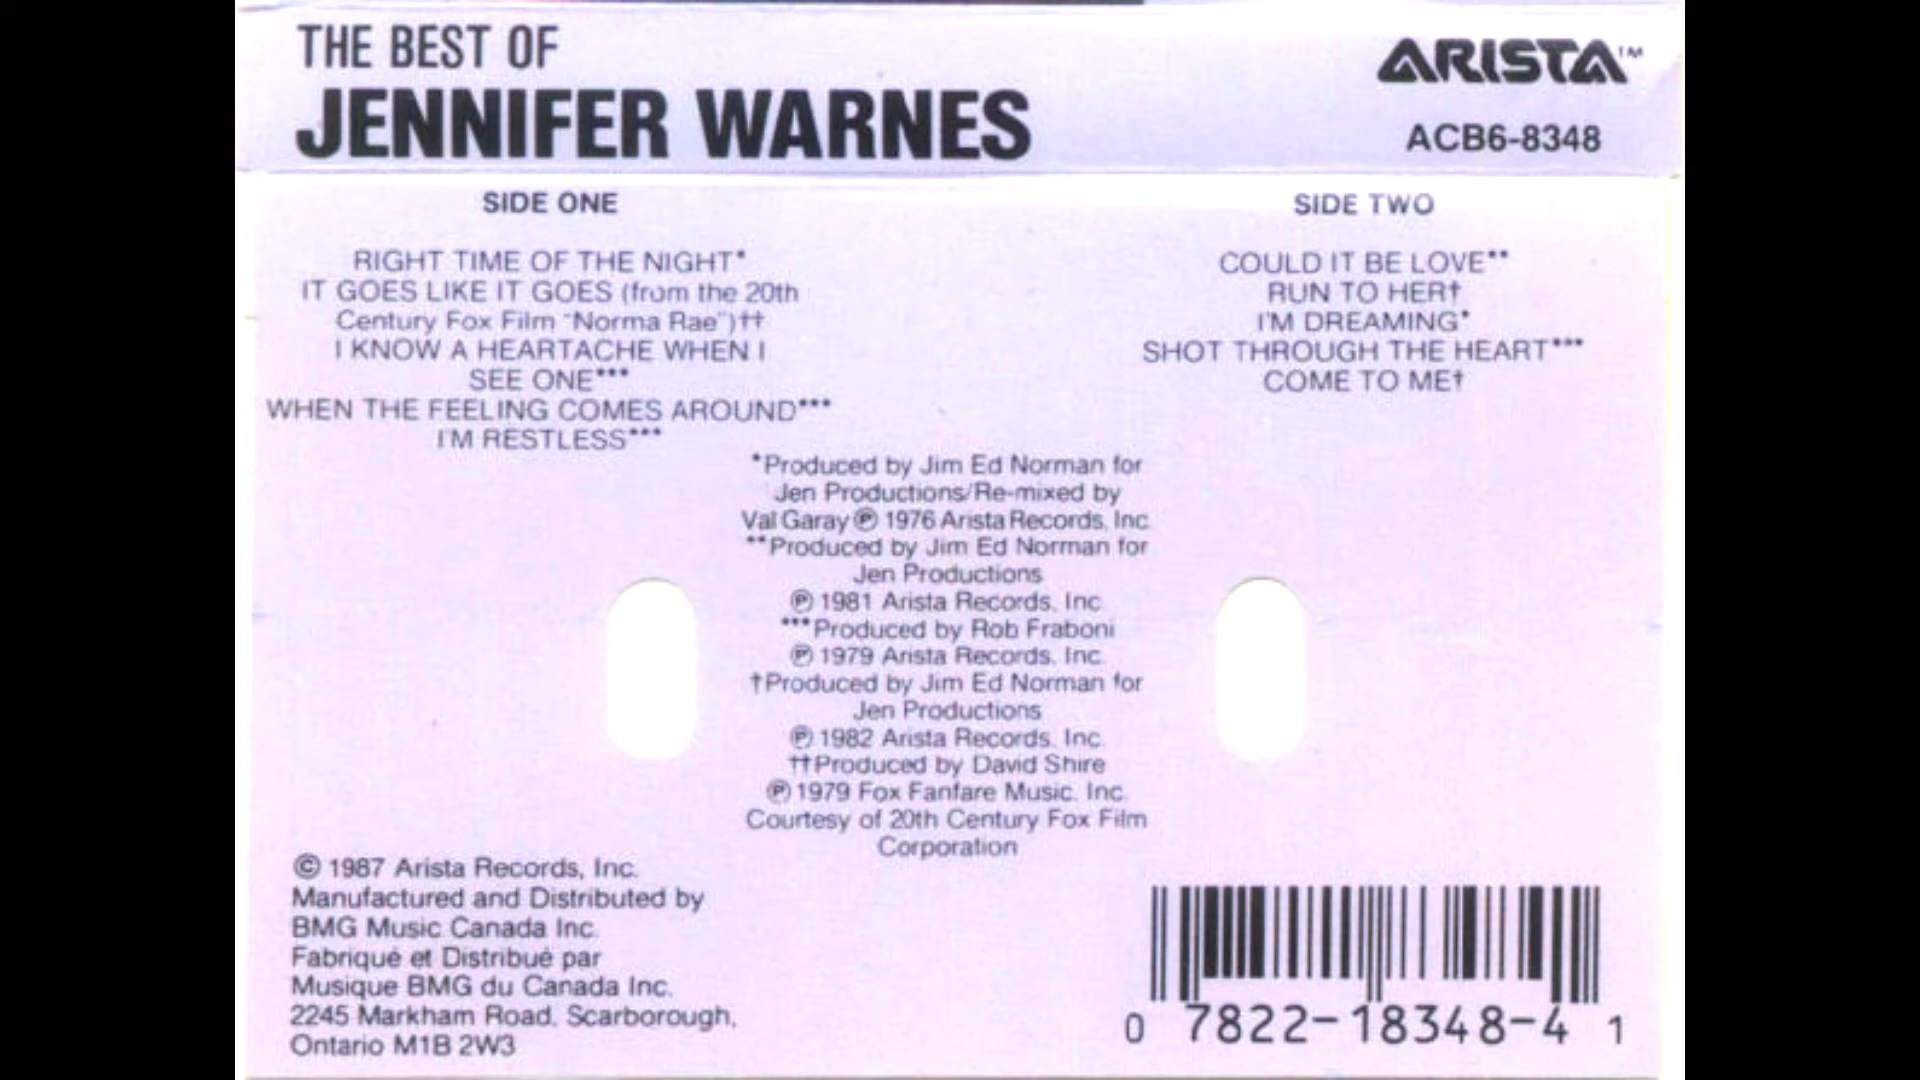 THE BEST OF
JENNIFER WARNES
ARISTA™
ACB6-8348
SIDE ONE
RIGHT TIME OF THE NIGHT*
IT GOES LIKE IT GOES (from the 20th
Century Fox Film "Norma Rae")††
I KNOW A HEARTACHE WHEN I
SEE ONE***
WHEN THE FEELING COMES AROUND***
I'M RESTLESS***
SIDE TWO
COULD IT BE LOVE**
RUN TO HER†
I'M DREAMING*
SHOT THROUGH THE HEART***
COME TO ME†
*Produced by Jim Ed Norman for
Jen Productions/Re-mixed by
Val Garay ℗ 1976 Arista Records, Inc.
**Produced by Jim Ed Norman for
Jen Productions
℗ 1981 Arista Records, Inc.
***Produced by Rob Fraboni
℗ 1979 Arista Records, Inc.
†Produced by Jim Ed Norman for
Jen Productions
℗ 1982 Arista Records, Inc.
††Produced by David Shire
℗ 1979 Fox Fanfare Music, Inc.
Courtesy of 20th Century Fox Film
Corporation
© 1987 Arista Records, Inc.
Manufactured and Distributed by
BMG Music Canada Inc.
Fabriqué et Distribué par
Musique BMG du Canada Inc.
2245 Markham Road, Scarborough,
Ontario M1B 2W3
0 7822-18348-4 1